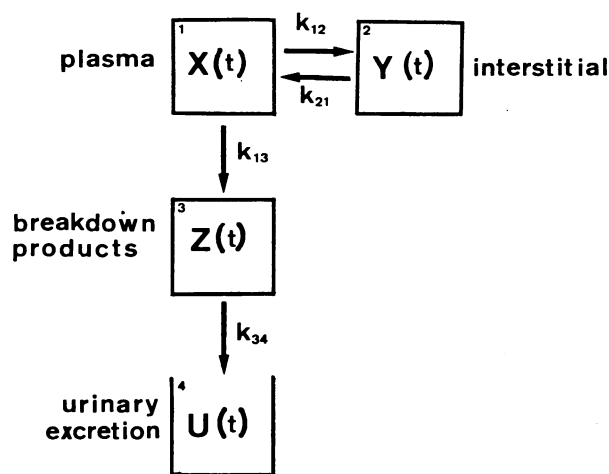 1
k12
2
plasma
X(t)
Y(t)
interstitial
k21
k13
3
breakdown
products
Z(t)
k34
4
urinary
excretion
U(t)